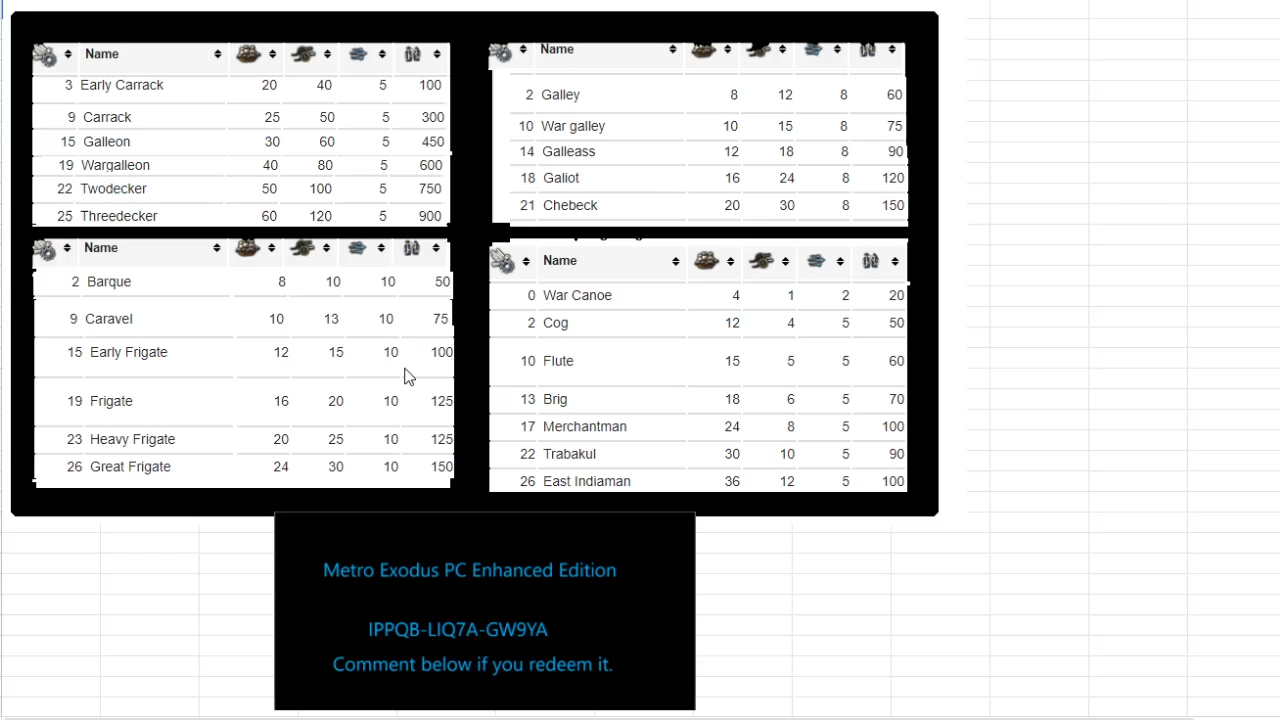 Name
3 Early Carrack 20 40 5 100
9 Carrack 25 50 5 300
15 Galleon 30 60 5 450
19 Wargalleon 40 80 5 600
22 Twodecker 50 100 5 750
25 Threedecker 60 120 5 900
Name
2 Galley 8 12 8 60
10 War galley 10 15 8 75
14 Galleass 12 18 8 90
18 Galiot 16 24 8 120
21 Chebeck 20 30 8 150
Name
2 Barque 8 10 10 50
9 Caravel 10 13 10 75
15 Early Frigate 12 15 10 100
19 Frigate 16 20 10 125
23 Heavy Frigate 20 25 10 125
26 Great Frigate 24 30 10 150
Name
0 War Canoe 4 1 2 20
2 Cog 12 4 5 50
10 Flute 15 5 5 60
13 Brig 18 6 5 70
17 Merchantman 24 8 5 100
22 Trabakul 30 10 5 90
26 East Indiaman 36 12 5 100
Metro Exodus PC Enhanced Edition
IPPQB-LIQ7A-GW9YA
Comment below if you redeem it.